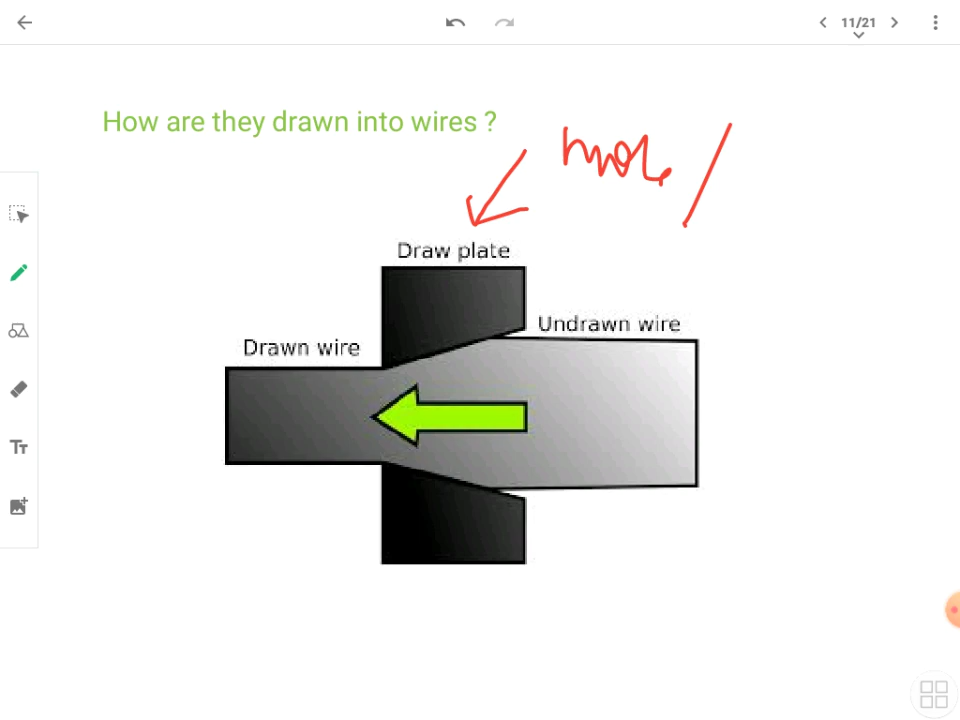 11/21
How are they drawn into wires ?
Draw plate
Undrawn wire
Drawn wire
Tт